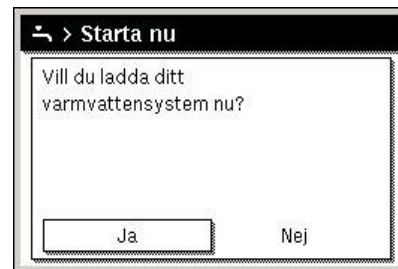 > Starta nu
Vill du ladda ditt
varmvattensystem nu?
Ja
Nej